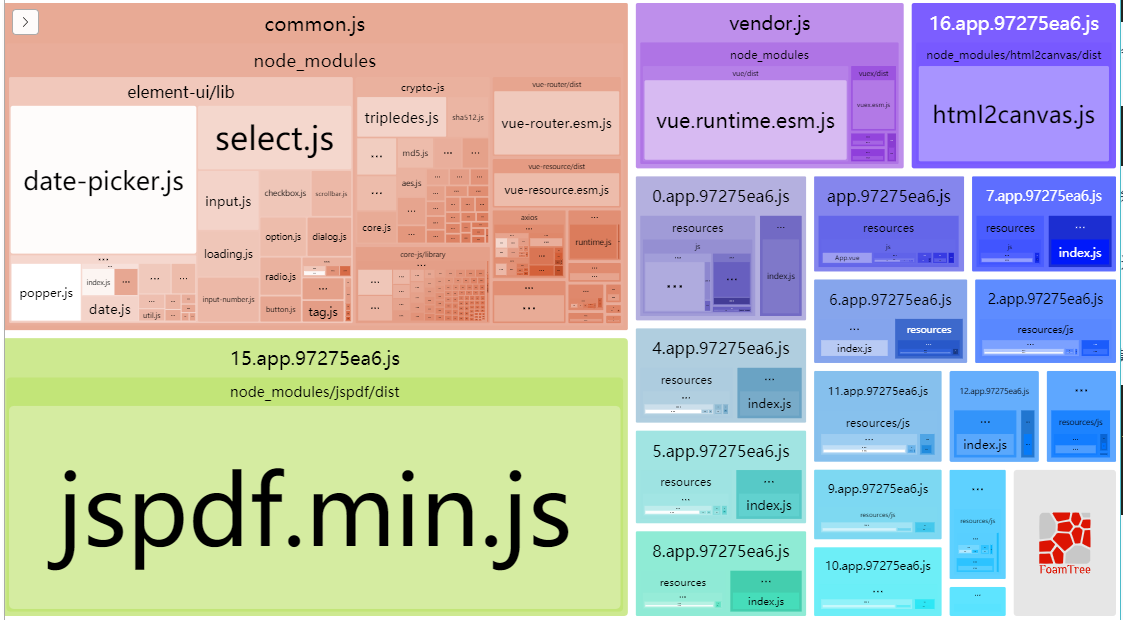 common.js
node_modules
element-ui/lib
date-picker.js
select.js
input.js
checkbox.js
scrollbar.js
option.js
dialog.js
loading.js
radio.js
input-number.js
button.js
tag.js
...
popper.js
index.js
...
...
...
date.js
util.js
...
crypto-js
tripledes.js
sha512.js
...
md5.js
...
...
...
aes.js
core.js
...
core-js/library
...
...
vue-router/dist
vue-router.esm.js
vue-resource/dist
vue-resource.esm.js
axios
...
...
runtime.js
...
...
15.app.97275ea6.js
node_modules/jspdf/dist
jspdf.min.js
vendor.js
node_modules
vue/dist
vue.runtime.esm.js
vuex/dist
vuex.esm.js
16.app.97275ea6.js
node_modules/html2canvas/dist
html2canvas.js
0.app.97275ea6.js
resources
js
...
...
...
index.js
app.97275ea6.js
resources
js
App.vue
7.app.97275ea6.js
resources
js
...
index.js
6.app.97275ea6.js
...
index.js
resources
...
2.app.97275ea6.js
resources/js
...
4.app.97275ea6.js
resources
...
...
index.js
11.app.97275ea6.js
resources/js
...
12.app.97275ea6.js
...
index.js
...
resources/js
...
5.app.97275ea6.js
resources
...
...
index.js
9.app.97275ea6.js
resources/js
...
...
resources/js
...
8.app.97275ea6.js
resources
...
...
index.js
10.app.97275ea6.js
...
...
...
FoamTree